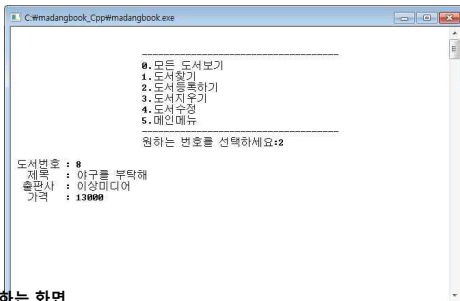 C:₩madangbook_Cpp₩madangbook.exe
0.모든 도서보기
1.도서찾기
2.도서등록하기
3.도서지우기
4.도서수정
5.메인메뉴
원하는 번호를 선택하세요:2
도서번호 : 8
제목 : 야구를 부탁해
출판사 : 이상미디어
가격 : 13000
하는 화면